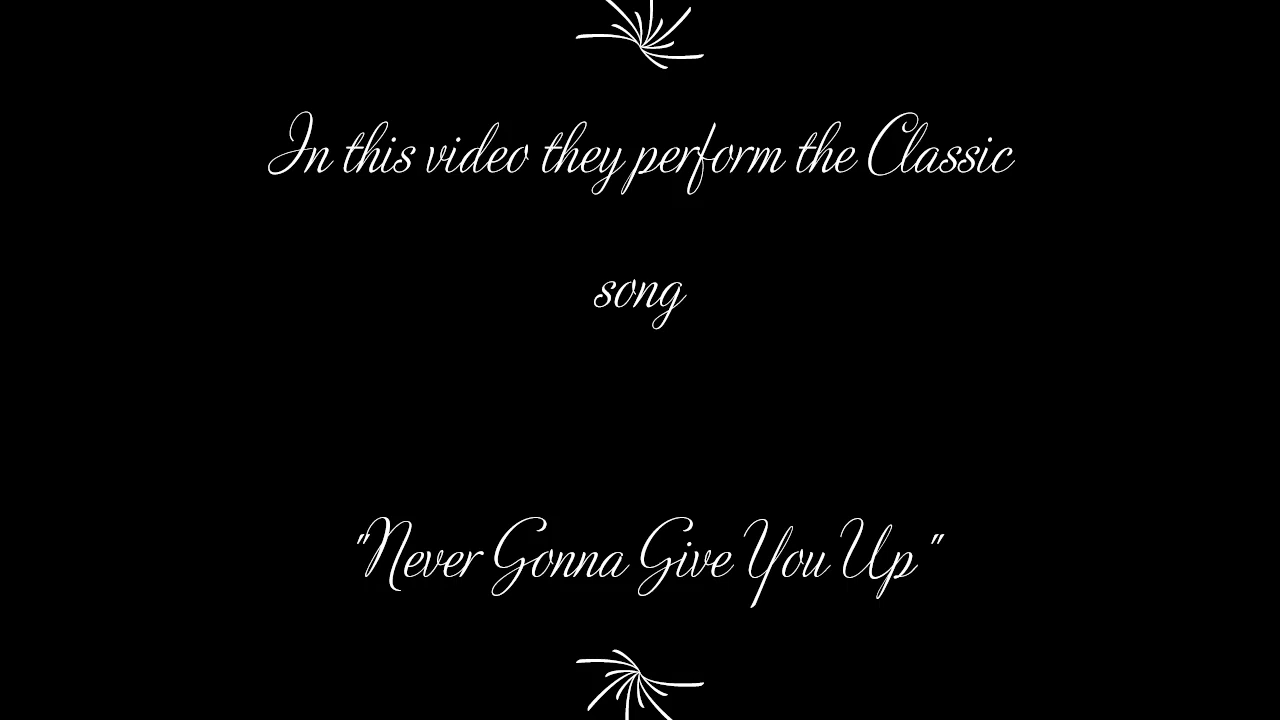 In this video they perform the Classic
song
"Never Gonna Give You Up"